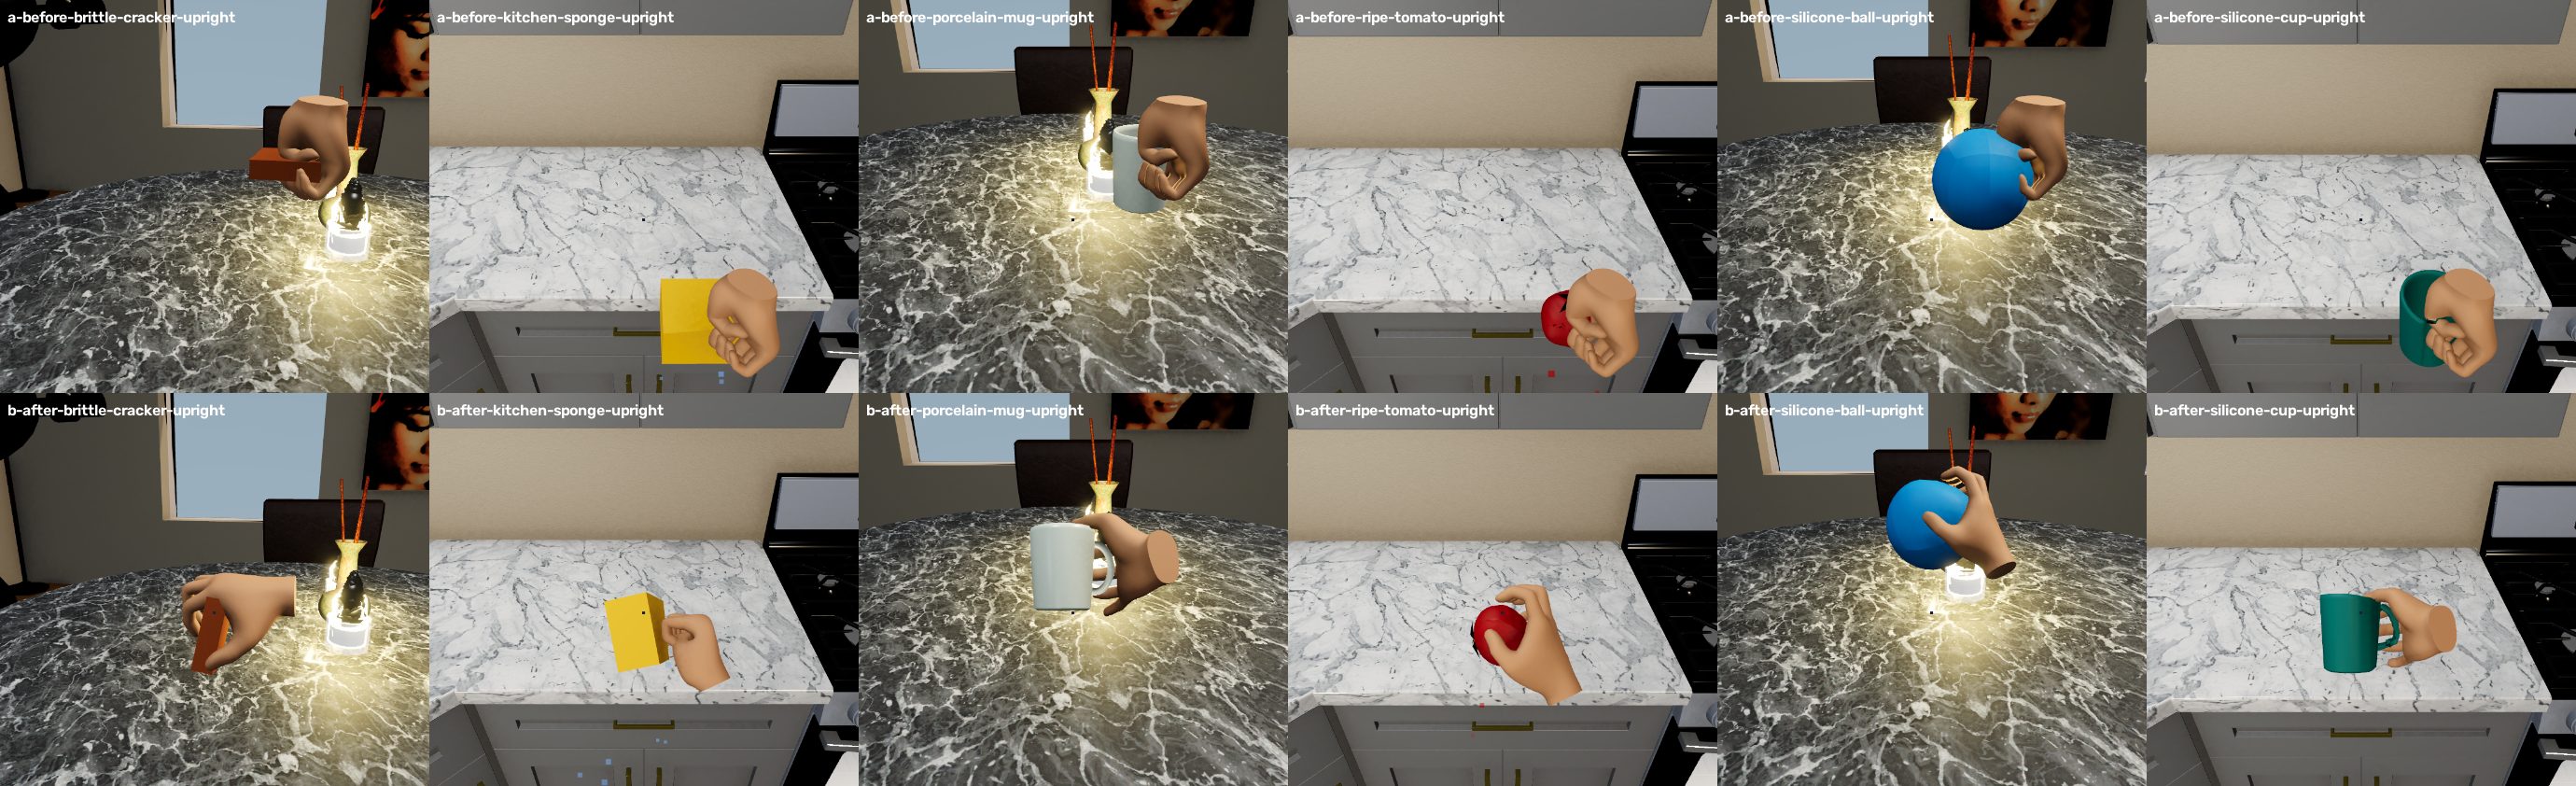 a-before-brittle-cracker-upright
a-before-kitchen-sponge-upright
a-before-porcelain-mug-upright
a-before-ripe-tomato-upright
a-before-silicone-ball-upright
a-before-silicone-cup-upright
b-after-brittle-cracker-upright
b-after-kitchen-sponge-upright
b-after-porcelain-mug-upright
b-after-ripe-tomato-upright
b-after-silicone-ball-upright
b-after-silicone-cup-upright